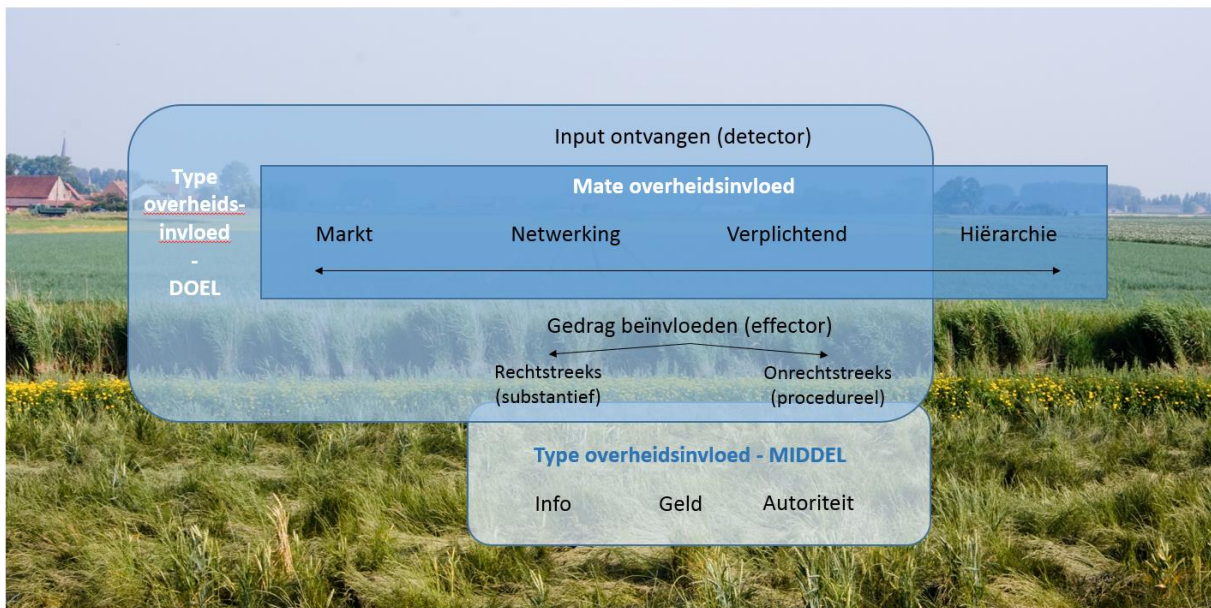 Input ontvangen (detector)
Type
overheids-
invloed
-
DOEL
Mate overheidsinvloed
Markt Netwerking Verplichtend Hiërarchie
Gedrag beïnvloeden (effector)
Rechtstreeks
(substantief)
Onrechtstreeks
(procedureel)
Type overheidsinvloed - MIDDEL
Info Geld Autoriteit